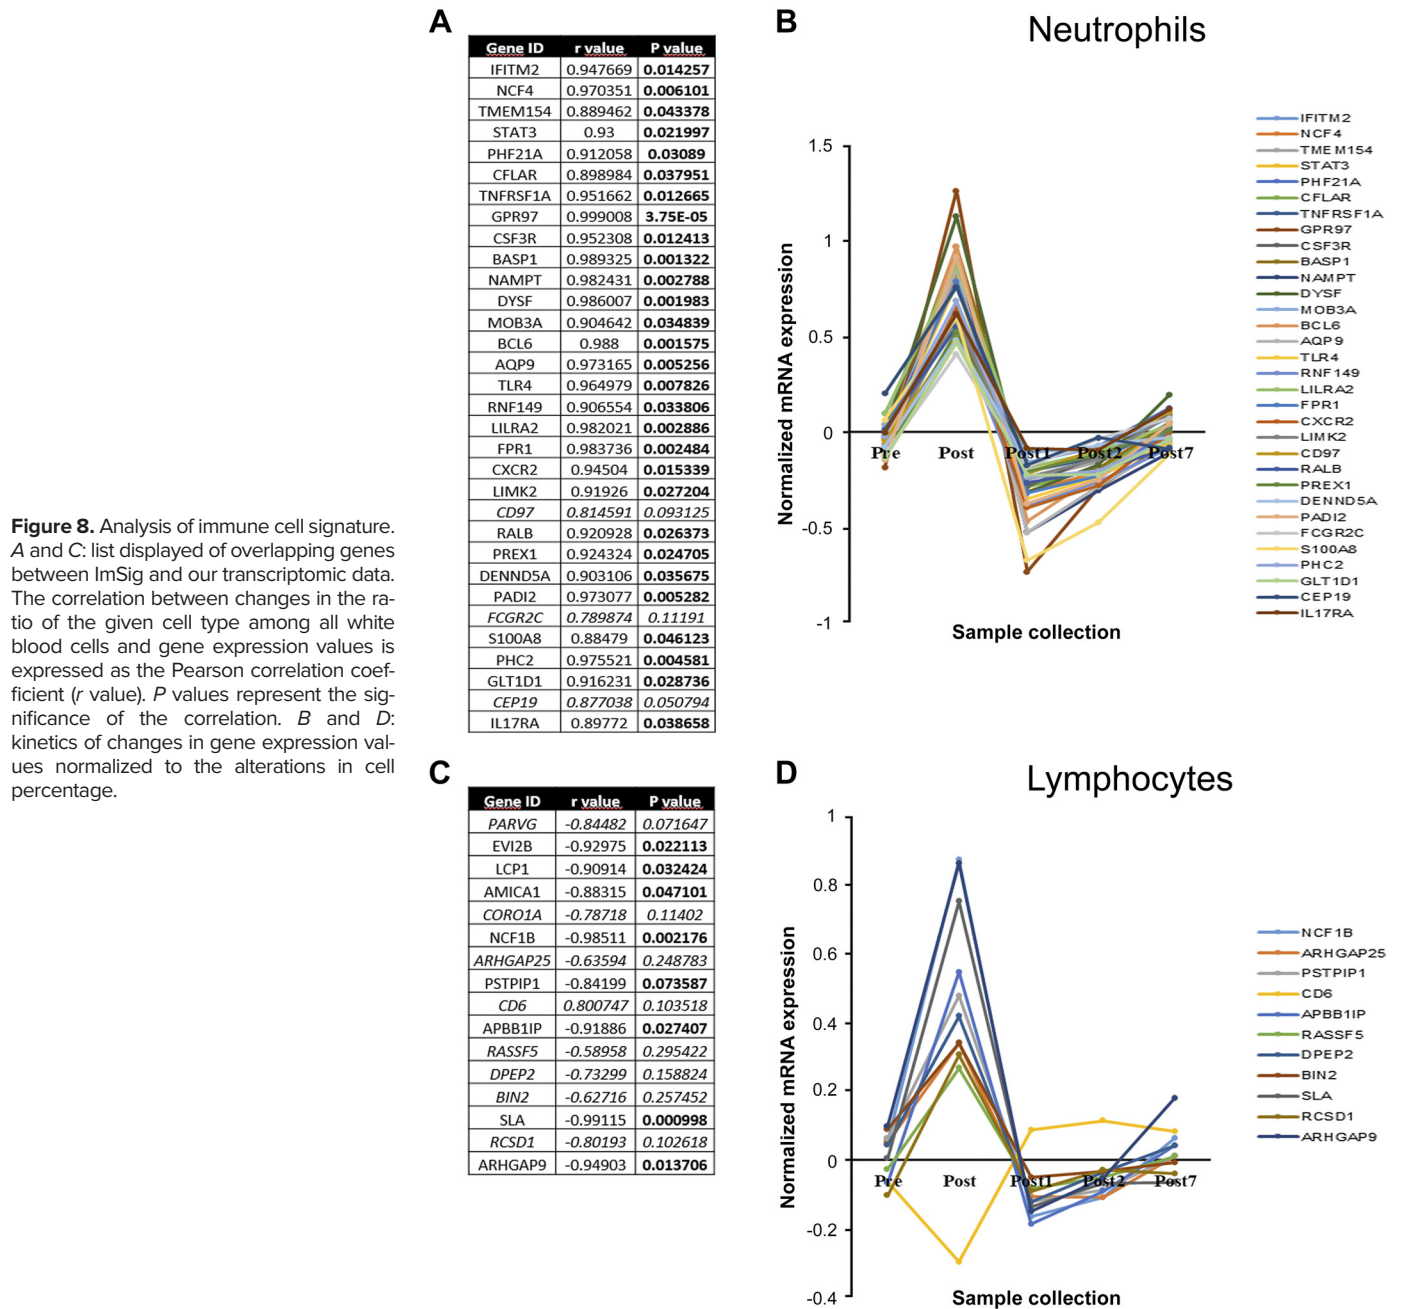 Figure 8. Analysis of immune cell signature.
A and C: list displayed of overlapping genes
between ImSig and our transcriptomic data.
The correlation between changes in the ra-
tio of the given cell type among all white
blood cells and gene expression values is
expressed as the Pearson correlation coef-
ficient (r value). P values represent the sig-
nificance of the correlation. B and D:
kinetics of changes in gene expression val-
ues normalized to the alterations in cell
percentage.
A
Gene ID r value P value
IFITM2 0.947669 0.014257
NCF4 0.970351 0.006101
TMEM154 0.889462 0.043378
STAT3 0.93 0.021997
PHF21A 0.912058 0.03089
CFLAR 0.898984 0.037951
TNFRSF1A 0.951662 0.012665
GPR97 0.999008 3.75E-05
CSF3R 0.952308 0.012413
BASP1 0.989325 0.001322
NAMPT 0.982431 0.002788
DYSF 0.986007 0.001983
MOB3A 0.904642 0.034839
BCL6 0.988 0.001575
AQP9 0.973165 0.005256
TLR4 0.964979 0.007826
RNF149 0.906554 0.033806
LILRA2 0.982021 0.002886
FPR1 0.983736 0.002484
CXCR2 0.94504 0.015339
LIMK2 0.91926 0.027204
CD97 0.814591 0.093125
RALB 0.920928 0.026373
PREX1 0.924324 0.024705
DENND5A 0.903106 0.035675
PADI2 0.973077 0.005282
FCGR2C 0.789874 0.11191
S100A8 0.88479 0.046123
PHC2 0.975521 0.004581
GLT1D1 0.916231 0.028736
CEP19 0.877038 0.050794
IL17RA 0.89772 0.038658
B
Neutrophils
Normalized mRNA expression
1.5
1
0.5
0
-0.5
-1
Pre Post Post1 Post2 Post7
Sample collection
IFITM2
NCF4
TMEM154
STAT3
PHF21A
CFLAR
TNFRSF1A
GPR97
CSF3R
BASP1
NAMPT
DYSF
MOB3A
BCL6
AQP9
TLR4
RNF149
LILRA2
FPR1
CXCR2
LIMK2
CD97
RALB
PREX1
DENND5A
PADI2
FCGR2C
S100A8
PHC2
GLT1D1
CEP19
IL17RA
C
Gene ID r value P value
PARVG -0.84482 0.071647
EVI2B -0.92975 0.022113
LCP1 -0.90914 0.032424
AMICA1 -0.88315 0.047101
CORO1A -0.78718 0.11402
NCF1B -0.98511 0.002176
ARHGAP25 -0.63594 0.248783
PSTPIP1 -0.84199 0.073587
CD6 0.800747 0.103518
APBB1IP -0.91886 0.027407
RASSF5 -0.58958 0.295422
DPEP2 -0.73299 0.158824
BIN2 -0.62716 0.257452
SLA -0.99115 0.000998
RCSD1 -0.80193 0.102618
ARHGAP9 -0.94903 0.013706
D
Lymphocytes
Normalized mRNA expression
1
0.8
0.6
0.4
0.2
0
-0.2
-0.4
Pre Post Post1 Post2 Post7
Sample collection
NCF1B
ARHGAP25
PSTPIP1
CD6
APBB1IP
RASSF5
DPEP2
BIN2
SLA
RCSD1
ARHGAP9